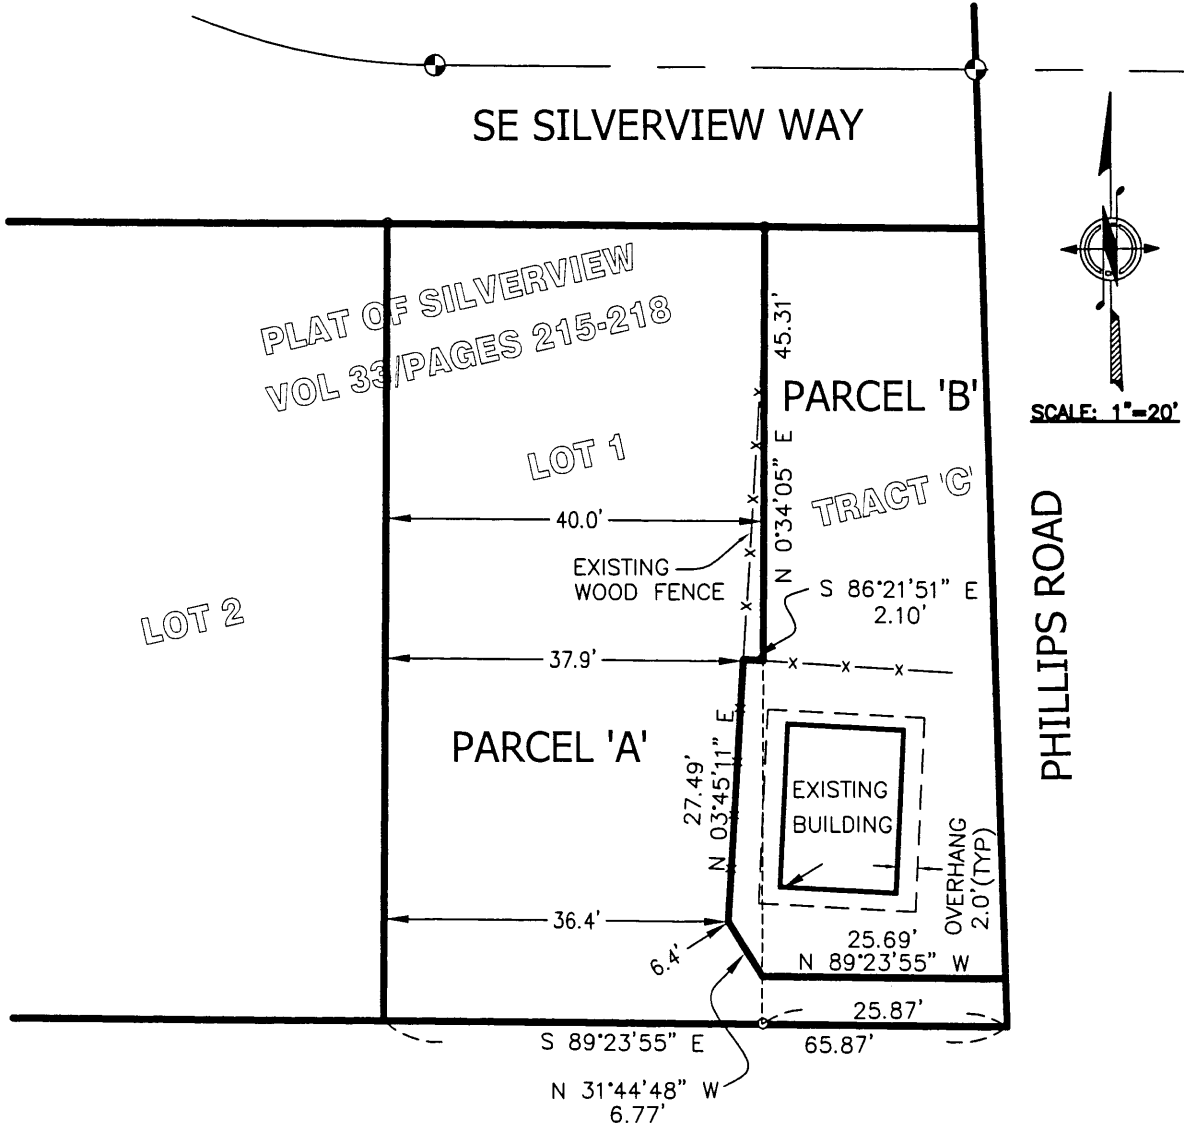 SE SILVERVIEW WAY
PLAT OF SILVERVIEW
VOL 33/PAGES 215-218
45.31'
N 0°34'05" E
PARCEL 'B'
SCALE: 1"=20'
LOT 1
TRACT 'C'
40.0'
EXISTING
WOOD FENCE
S 86°21'51" E
2.10'
PHILLIPS ROAD
LOT 2
37.9'
PARCEL 'A'
27.49'
N 03°45'11" E
EXISTING
BUILDING
OVERHANG
2.0'(TYP)
36.4'
6.4'
25.69'
N 89°23'55" W
25.87'
S 89°23'55" E
65.87'
N 31°44'48" W
6.77'